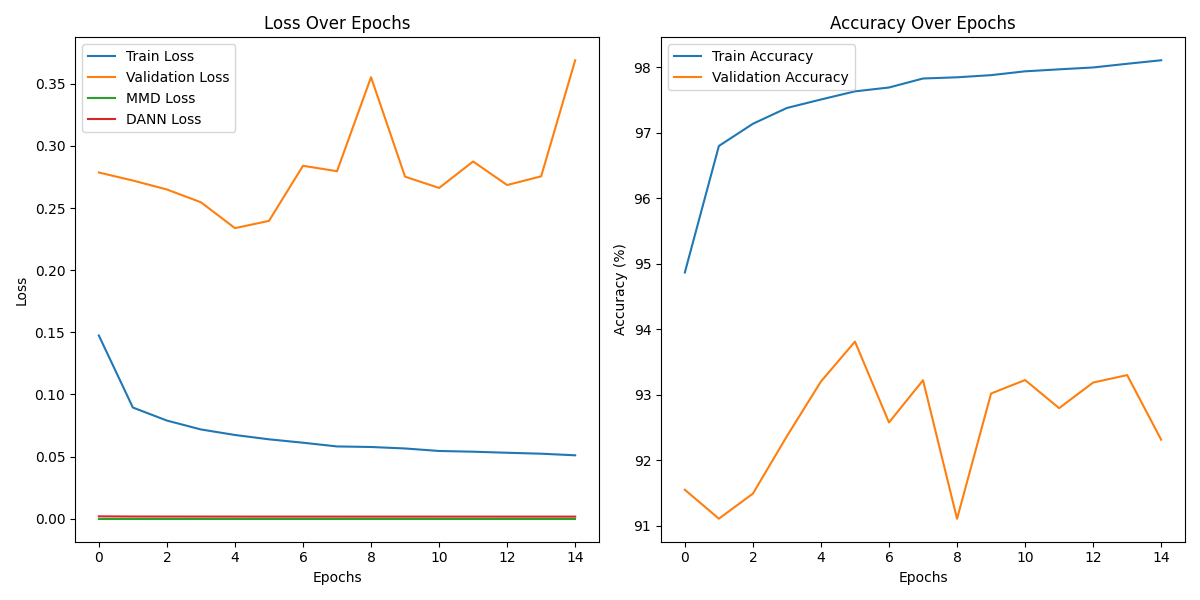 Loss Over Epochs
Train Loss
Validation Loss
MMD Loss
DANN Loss
0.35
0.30
0.25
0.20
0.15
0.10
0.05
0.00
Loss
0 2 4 6 8 10 12 14
Epochs
Accuracy Over Epochs
Train Accuracy
Validation Accuracy
98
97
96
95
94
93
92
91
Accuracy (%)
0 2 4 6 8 10 12 14
Epochs